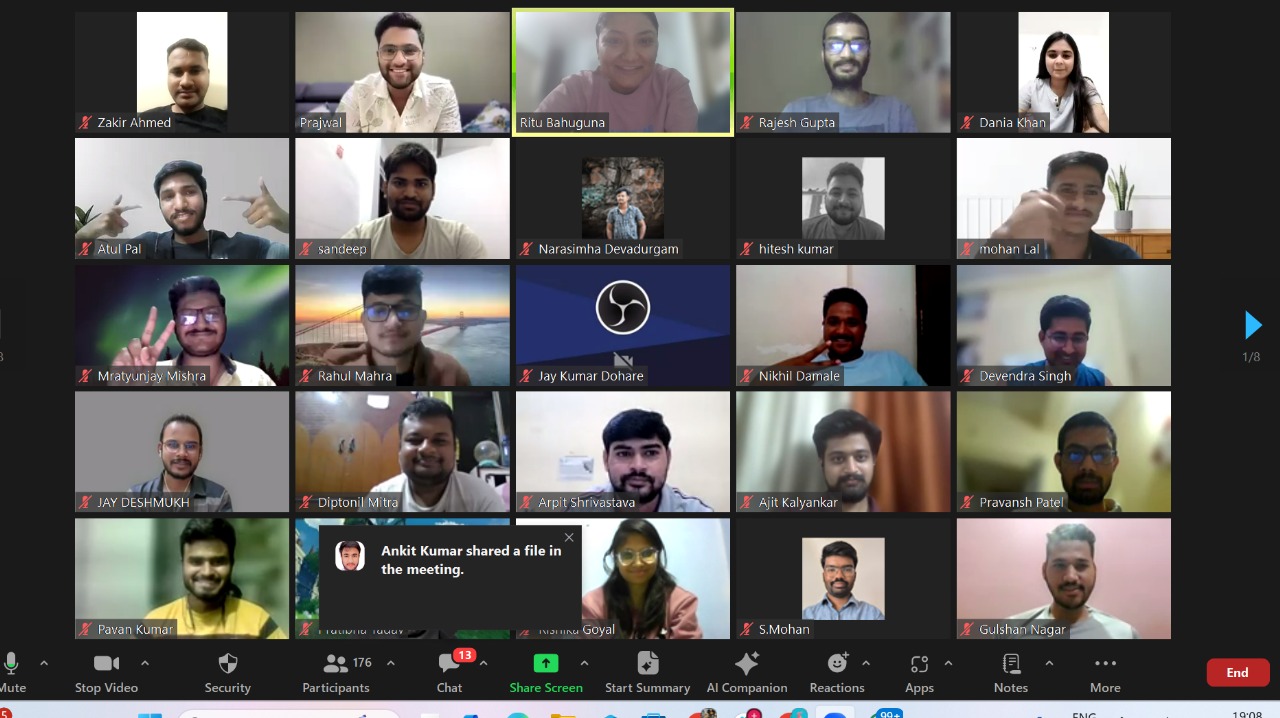 Zakir Ahmed
Prajwal
Ritu Bahuguna
Rajesh Gupta
Dania Khan
Atul Pal
sandeep
Narasimha Devadurgam
hitesh kumar
mohan Lal
Mratyunjay Mishra
Rahul Mahra
Jay Kumar Dohare
Nikhil Damale
Devendra Singh
1/8
JAY DESHMUKH
Diptonil Mitra
Arpit Shrivastava
Ajit Kalyankar
Pravansh Patel
Ankit Kumar shared a file in
the meeting.
Pavan Kumar
Pratibha Yadav
Rishika Goyal
S.Mohan
Gulshan Nagar
176
13
Mute
Stop Video
Security
Participants
Chat
Share Screen
Start Summary
AI Companion
Reactions
Apps
Notes
More
End
99+
ENG
19:08